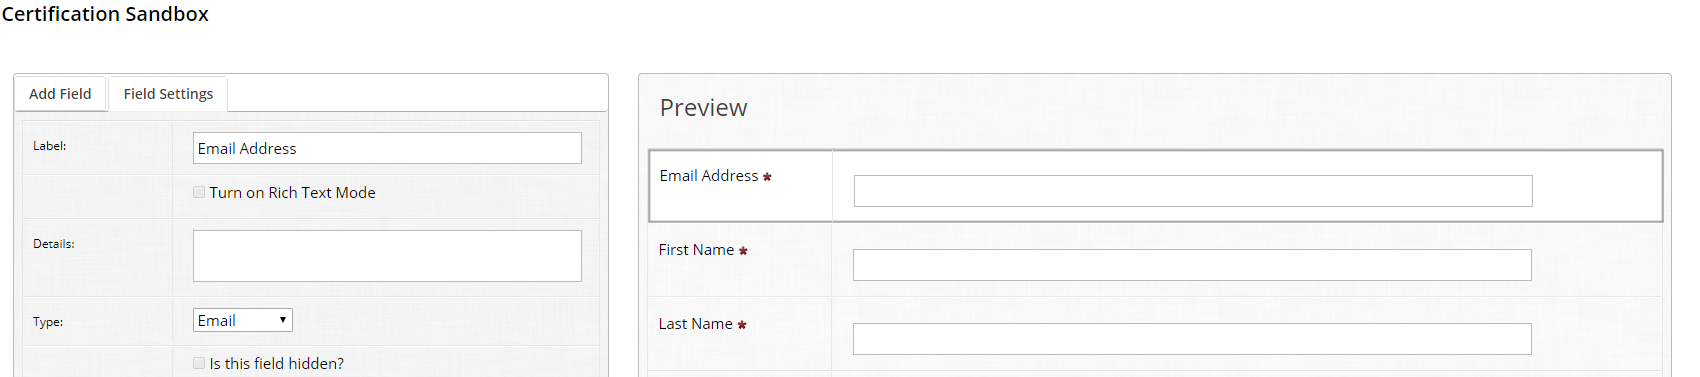 Certification Sandbox
Add Field
Field Settings
Label:
Email Address
Turn on Rich Text Mode
Details:
Type:
Email
Is this field hidden?
Preview
Email Address *
First Name *
Last Name *